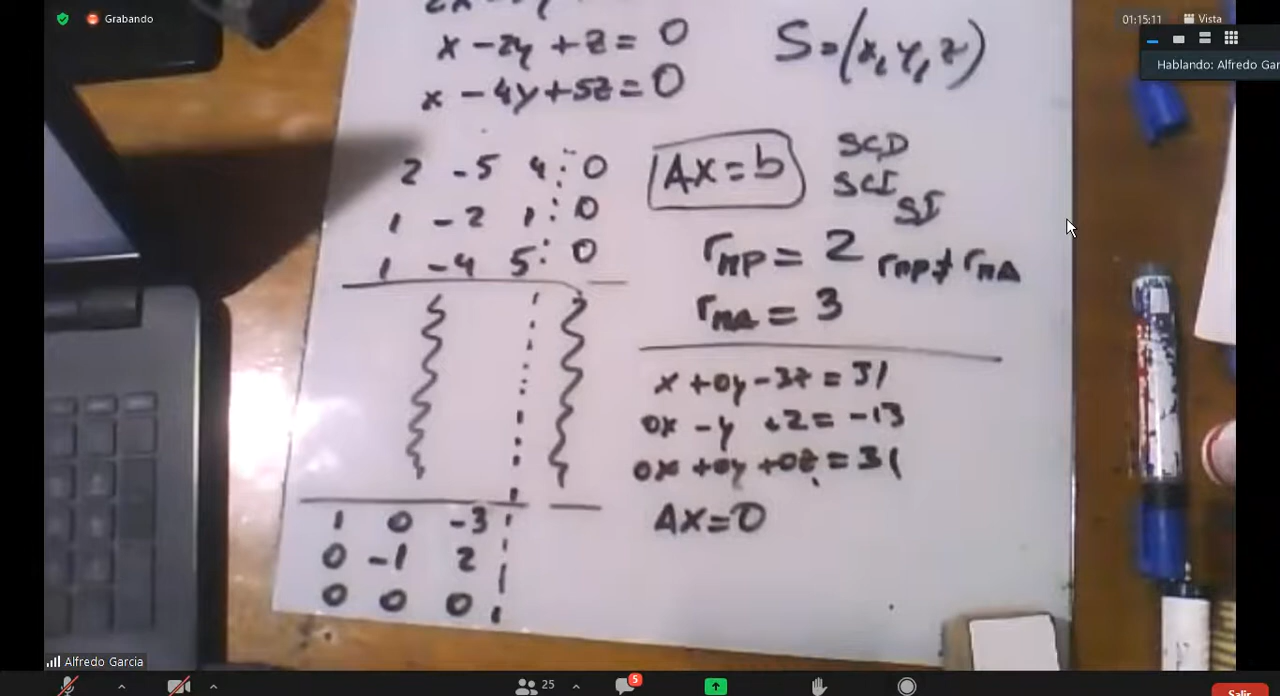 Grabando
01:15:11
Vista
Hablando: Alfredo Gar
x - 2y + z = 0
x - 4y + 5z = 0
S = (x, y, z)
2 -5 4 : 0
1 -2 1 : 0
1 -4 5 : 0
AX = b
SCD
SCI
SI
rMP = 2
rMP ≠ rMA
rMA = 3
x + 0y - 3z = 31
0x - y + 2 = -13
0x + 0y + 0z = 31
AX = 0
1 0 -3
0 -1 2
0 0 0
Alfredo Garcia
25
5
Salir